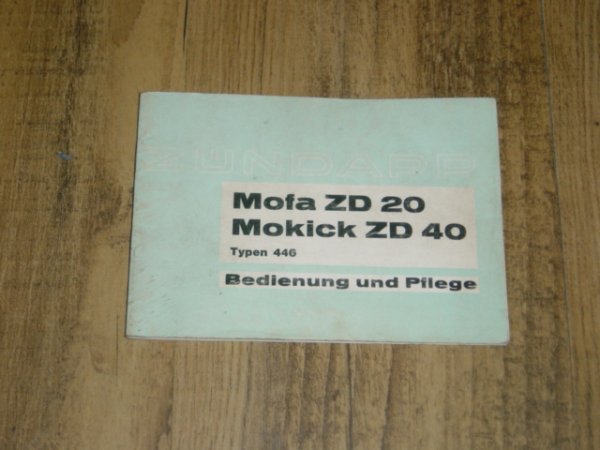 ZÜNDAPP
Mofa ZD 20
Mokick ZD 40
Typen 446
Bedienung und Pflege